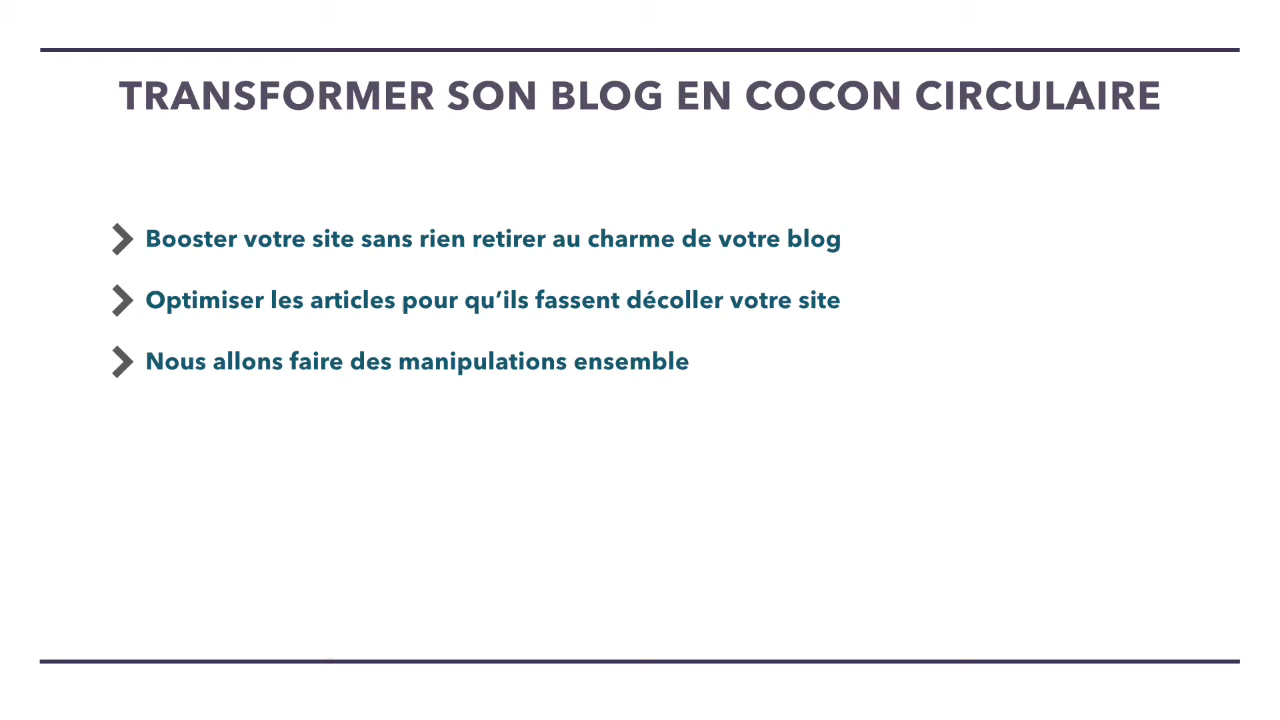 TRANSFORMER SON BLOG EN COCON CIRCULAIRE
Booster votre site sans rien retirer au charme de votre blog
Optimiser les articles pour qu’ils fassent décoller votre site
Nous allons faire des manipulations ensemble